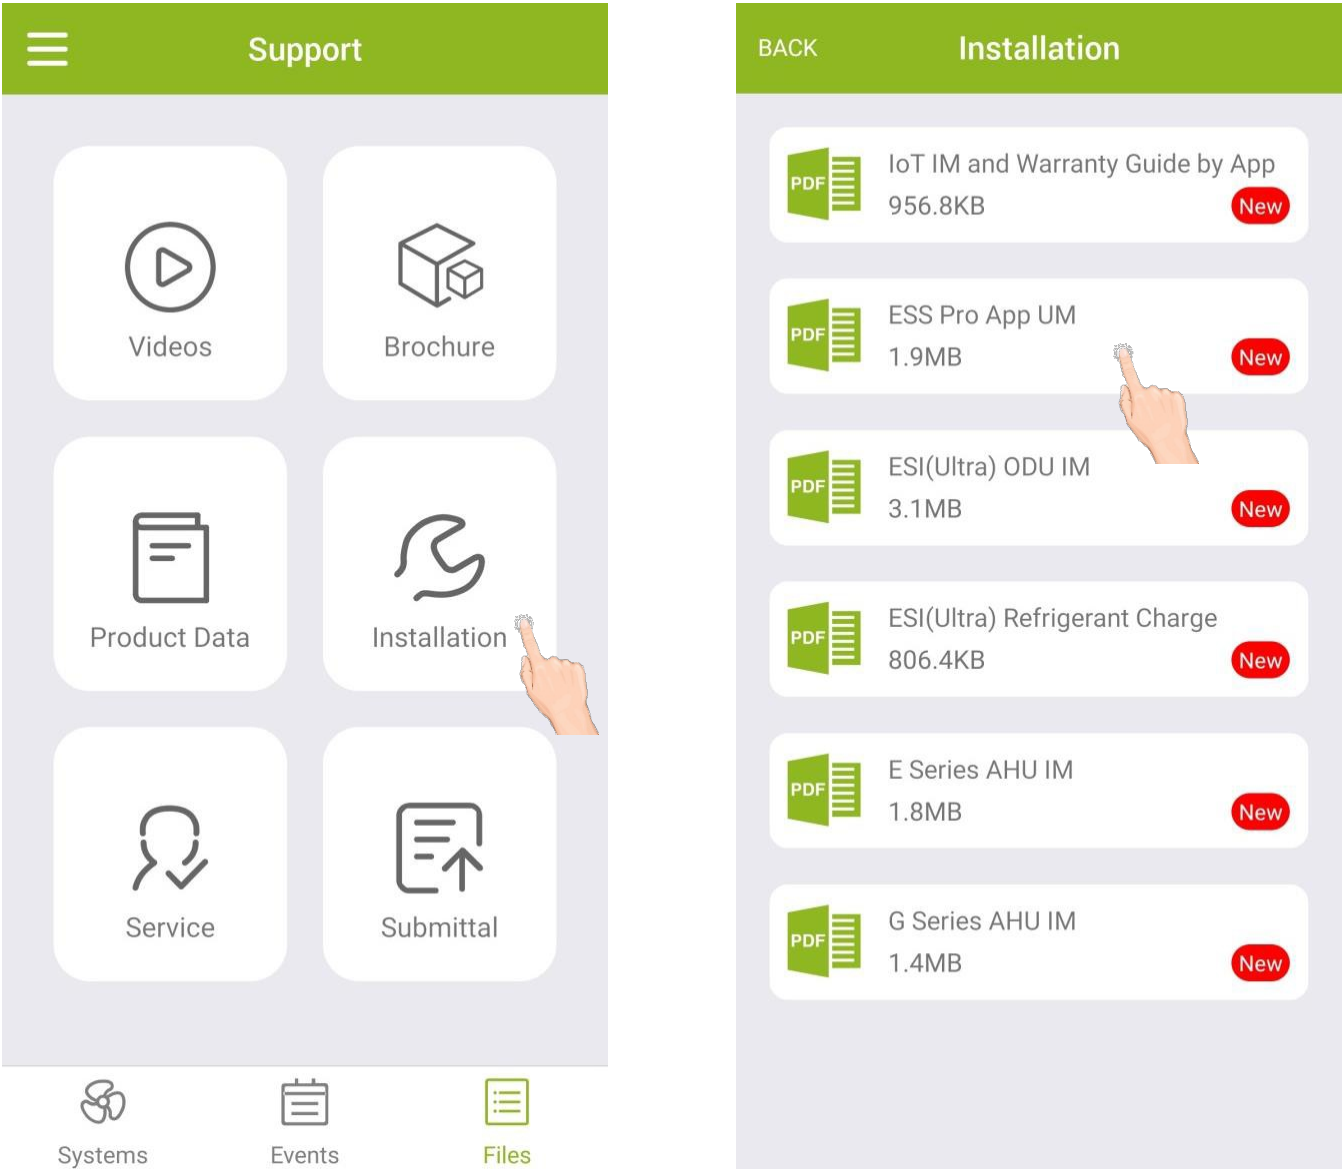 Support
Videos
Brochure
Product Data
Installation
Service
Submittal
Systems
Events
Files
BACK
Installation
PDF
IoT IM and Warranty Guide by App
956.8KB
New
PDF
ESS Pro App UM
1.9MB
New
PDF
ESI(Ultra) ODU IM
3.1MB
New
PDF
ESI(Ultra) Refrigerant Charge
806.4KB
New
PDF
E Series AHU IM
1.8MB
New
PDF
G Series AHU IM
1.4MB
New